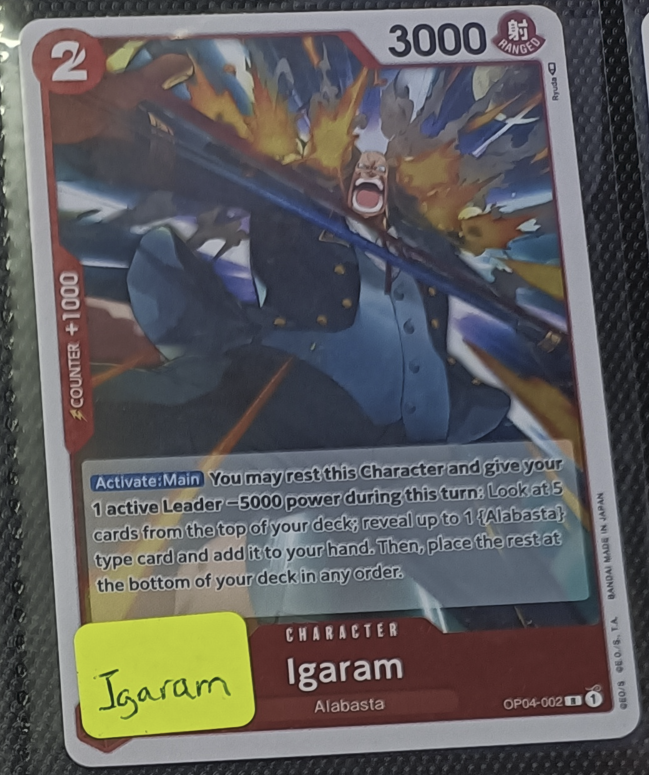 2
3000
射
RANGED
Ryuda
COUNTER +1000
Activate:Main You may rest this Character and give your
1 active Leader −5000 power during this turn: Look at 5
cards from the top of your deck; reveal up to 1 {Alabasta}
type card and add it to your hand. Then, place the rest at
the bottom of your deck in any order.
CHARACTER
Igaram
Alabasta
Igaram
OP04-002 R 1
BANDAI MADE IN JAPAN